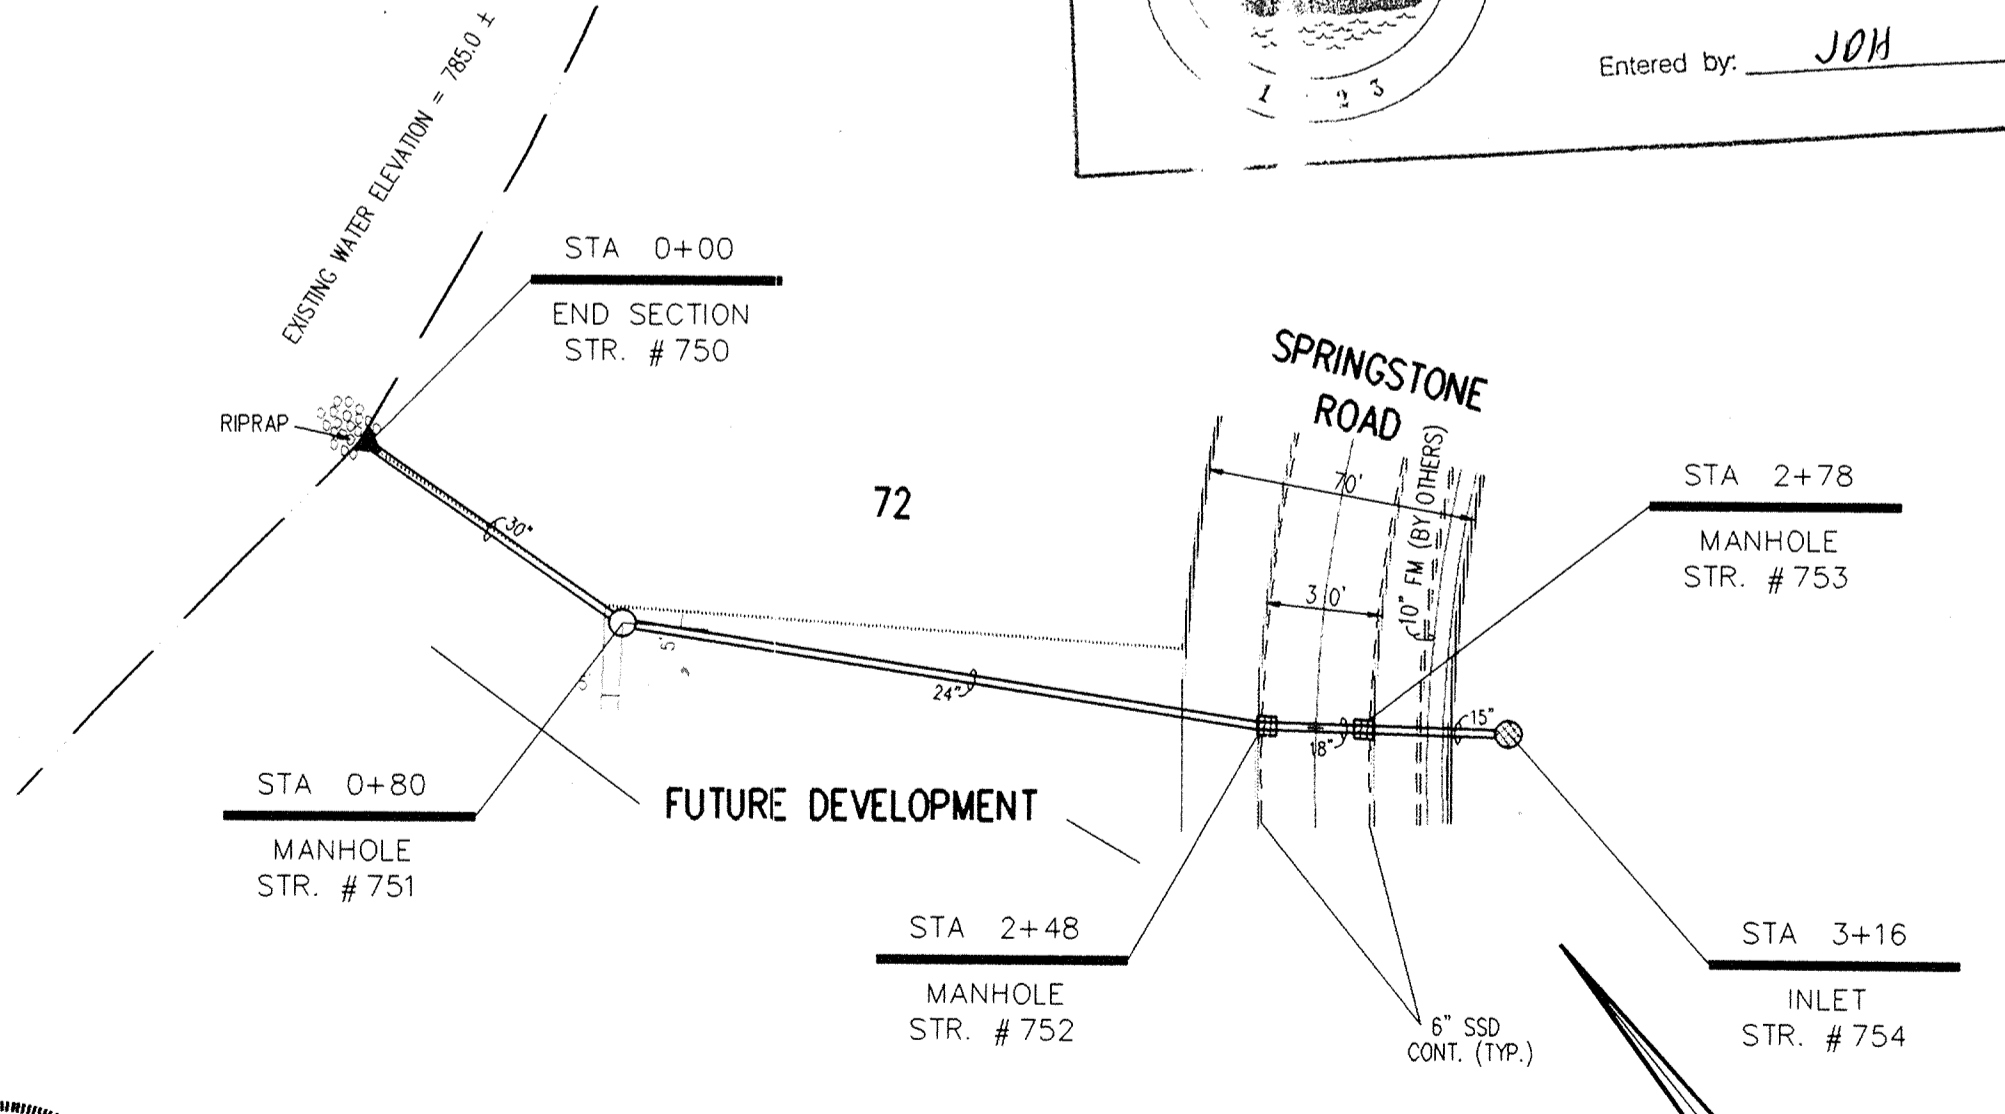 1 2 3
Entered by: JDH
EXISTING WATER ELEVATION = 785.0 ±
STA 0+00
END SECTION
STR. #750
RIPRAP
30"
72
SPRINGSTONE
ROAD
70'
30'
10" FM (BY OTHERS)
STA 2+78
MANHOLE
STR. #753
5'
24"
18"
15"
STA 0+80
MANHOLE
STR. #751
FUTURE DEVELOPMENT
STA 2+48
MANHOLE
STR. #752
6" SSD
CONT. (TYP.)
STA 3+16
INLET
STR. #754